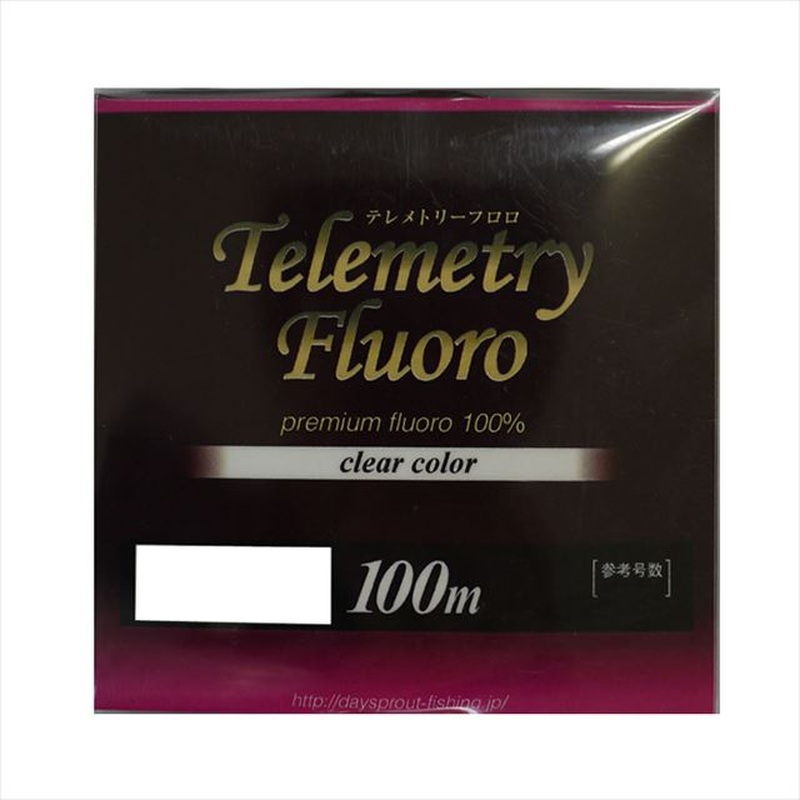 テレメトリーフロロ
Telemetry
Fluoro
premium fluoro 100%
clear color
100m
[参考号数]
http://daysprout-fishing.jp/